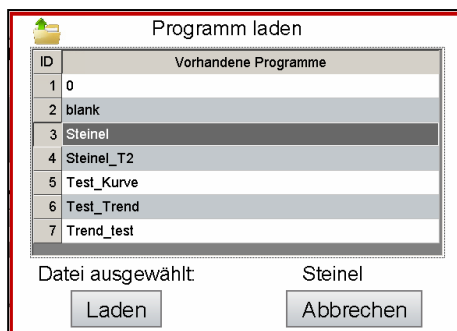 Programm laden
ID Vorhandene Programme
1 0
2 blank
3 Steinel
4 Steinel_T2
5 Test_Kurve
6 Test_Trend
7 Trend_test
Datei ausgewählt: Steinel
Laden Abbrechen